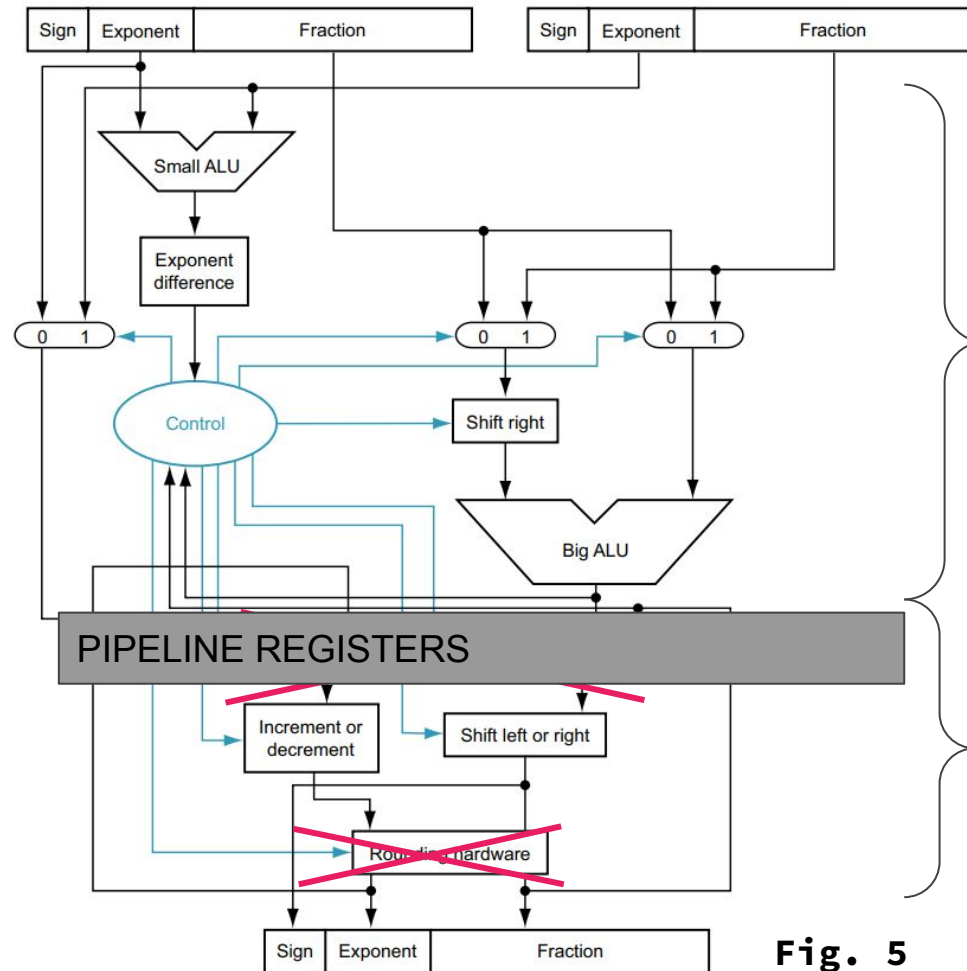 Sign Exponent Fraction Sign Exponent Fraction
Small ALU
Exponent
difference
0 1 0 1 0 1
Control Shift right
Big ALU
PIPELINE REGISTERS
Increment or
decrement
Shift left or right
Rounding hardware
Sign Exponent Fraction
Fig. 5